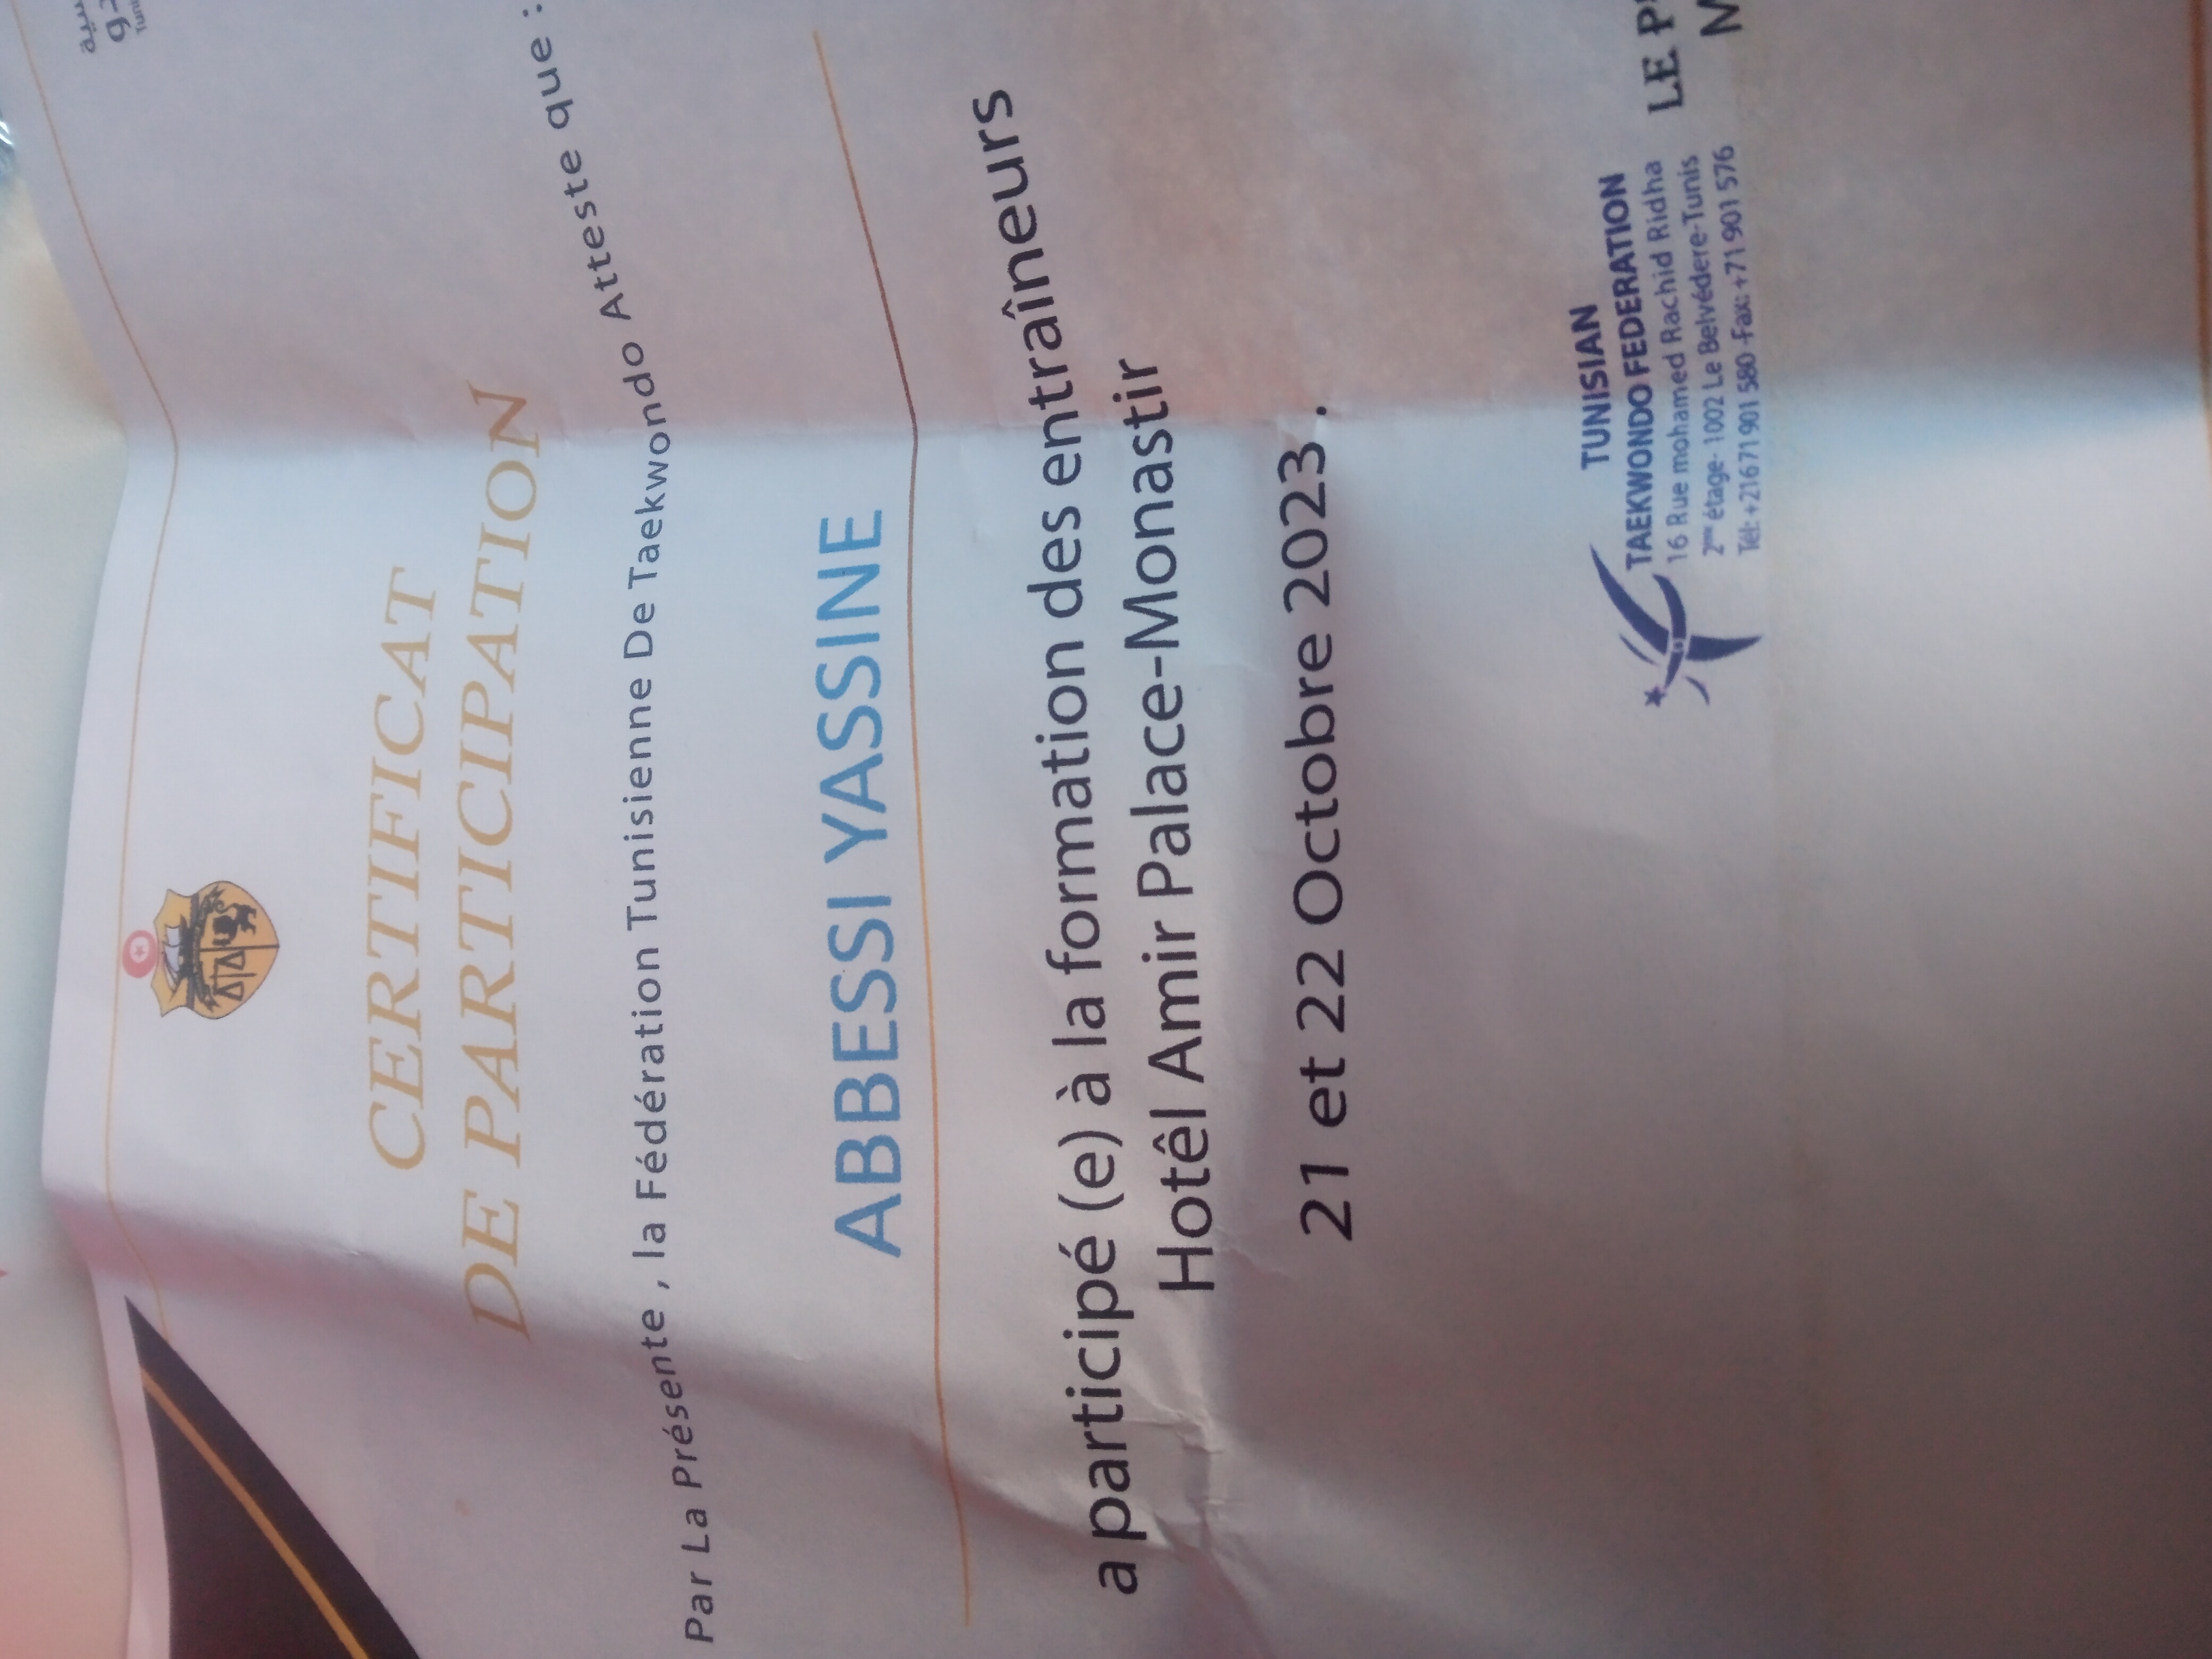 CERTIFICAT
DE PARTICIPATION
Par La Présente , la Fédération Tunisienne De Taekwondo Atteste que :
ABBESSI YASSINE
a participé (e) à la formation des entraîneurs
Hotêl Amir Palace-Monastir
21 et 22 Octobre 2023 .
TUNISIAN
TAEKWONDO FEDERATION
16 Rue mohamed Rachid Ridha
2ème étage- 1002 Le Belvédere-Tunis
Tél: +216 71 901 580 -Fax: +71 901 576
LE P
M